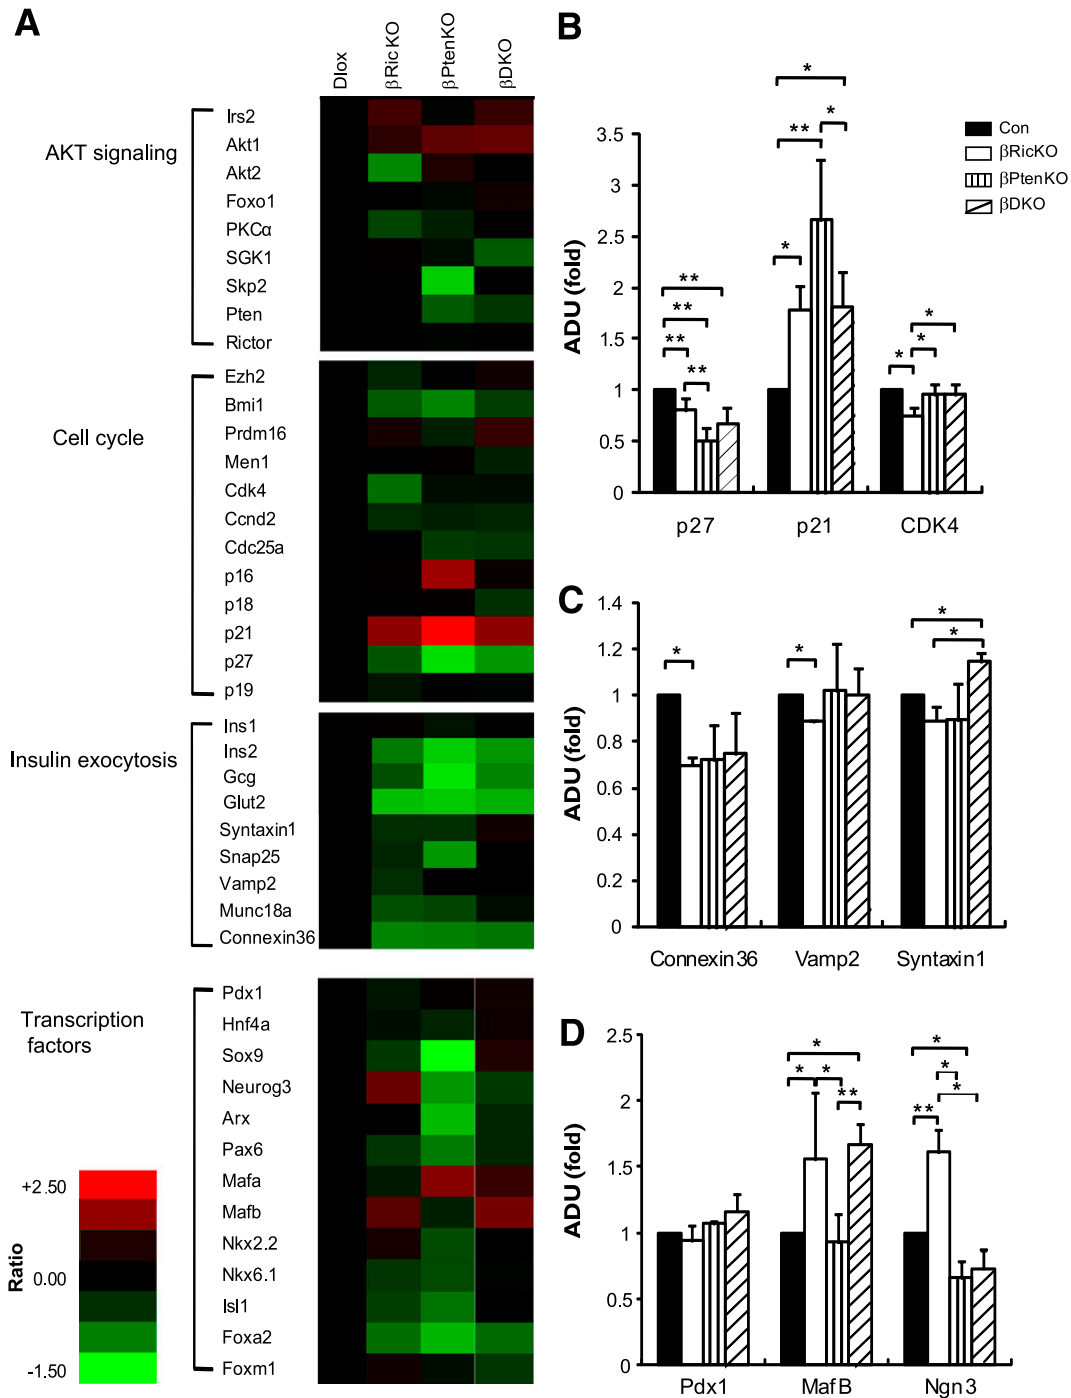 A
Dlox
βRicKO
βPtenKO
βDKO
AKT signaling
Irs2
Akt1
Akt2
Foxo1
PKCα
SGK1
Skp2
Pten
Rictor
Cell cycle
Ezh2
Bmi1
Prdm16
Men1
Cdk4
Ccnd2
Cdc25a
p16
p18
p21
p27
p19
Insulin exocytosis
Ins1
Ins2
Gcg
Glut2
Syntaxin1
Snap25
Vamp2
Munc18a
Connexin36
Transcription
factors
Pdx1
Hnf4a
Sox9
Neurog3
Arx
Pax6
Mafa
Mafb
Nkx2.2
Nkx6.1
Isl1
Foxa2
Foxm1
Ratio
+2.50
0.00
-1.50
B
Con
βRicKO
βPtenKO
βDKO
ADU (fold)
3.5
3
2.5
2
1.5
1
0.5
0
** ** ** **
* ** * *
* * *
p27 p21 CDK4
C
ADU (fold)
1.4
1.2
1
0.8
0.6
0.4
0.2
0
* * * *
Connexin36 Vamp2 Syntaxin1
D
ADU (fold)
2.5
2
1.5
1
0.5
0
* * * **
* * * **
Pdx1 MafB Ngn3